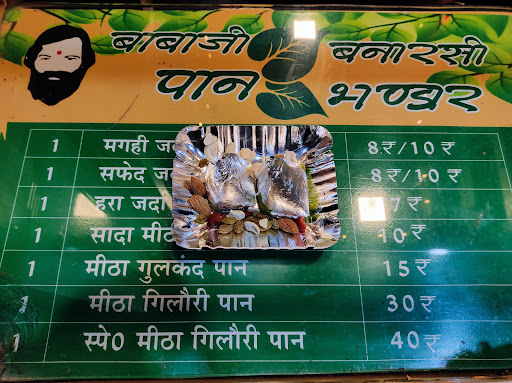 बाबाजी बनारसी
पान भण्डार
1 मगही 8₹/10₹
1 सफेद 8₹/10₹
1 हरा जर्दा 7₹
1 सादा मीठा 10₹
1 मीठा गुलकंद पान 15₹
1 मीठा गिलौरी पान 30₹
1 स्पे0 मीठा गिलौरी पान 40₹